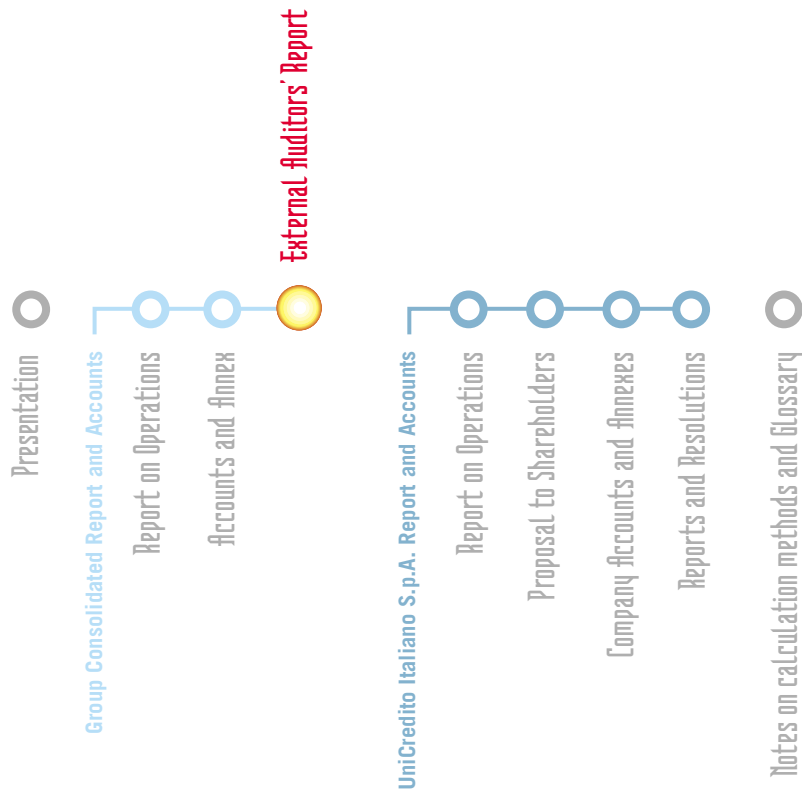 Presentation
Group Consolidated Report and Accounts
Report on Operations
Accounts and Annex
External Auditors' Report
UniCredito Italiano S.p.A. Report and Accounts
Report on Operations
Proposal to Shareholders
Company Accounts and Annexes
Reports and Resolutions
Notes on calculation methods and Glossary